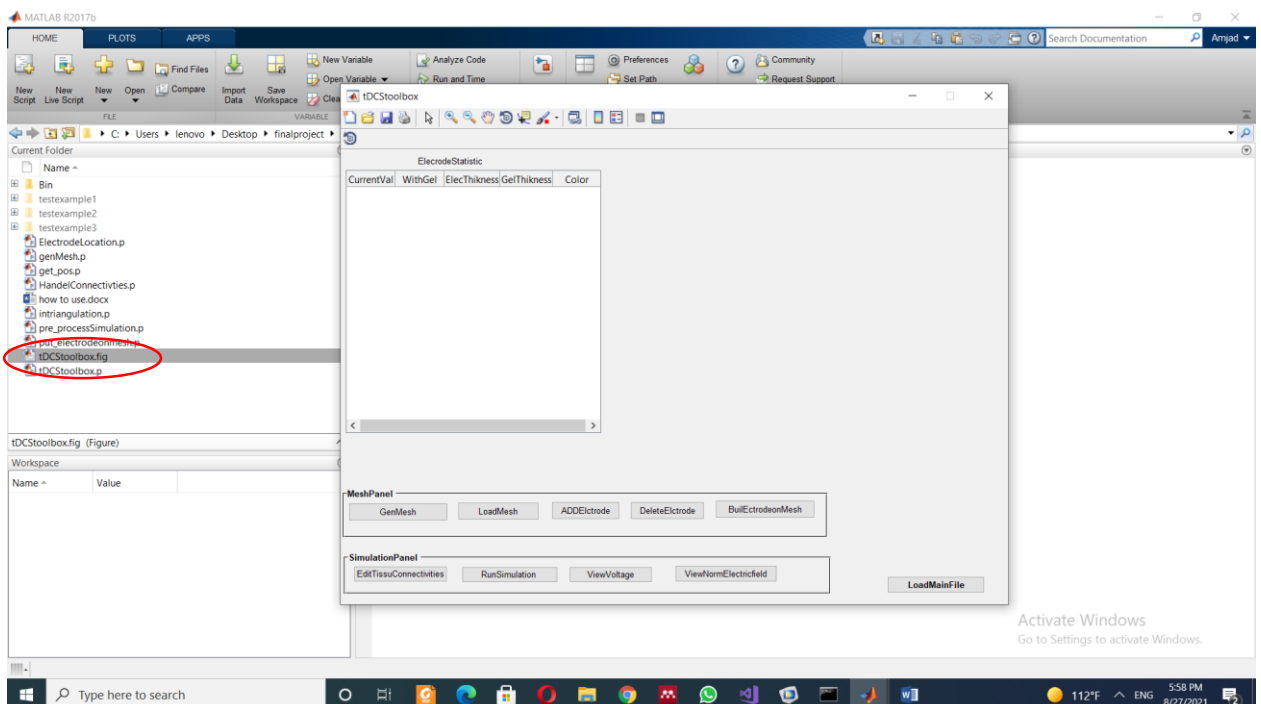 MATLAB R2017b
HOME PLOTS APPS
Search Documentation Amjad
New Script
New Live Script
New
Open
Find Files
Compare
Import Data
Save Workspace
New Variable
Open Variable
Clea
Analyze Code
Run and Time
Preferences
Set Path
Community
Request Support
FILE VARIABLE
C: Users lenovo Desktop finalproject
Current Folder
Name
Bin
testexample1
testexample2
testexample3
ElectrodeLocation.p
genMesh.p
get_pos.p
HandelConnectivties.p
how to use.docx
intriangulation.p
pre_processSimulation.p
put_electrodeonmesh.p
tDCStoolbox.fig
tDCStoolbox.p
tDCStoolbox.fig (Figure)
Workspace
Name Value
tDCStoolbox
ElecrodeStatistic
CurrentVal WithGel ElecThikness GelThikness Color
MeshPanel
GenMesh LoadMesh ADDElctrode DeleteElctrode BuilEctrodeonMesh
SimulationPanel
EditTissuConnectivities RunSimulation ViewVoltage ViewNormElectricfield
LoadMainFile
Activate Windows
Go to Settings to activate Windows.
Type here to search
112°F ENG
5:58 PM
8/27/2021